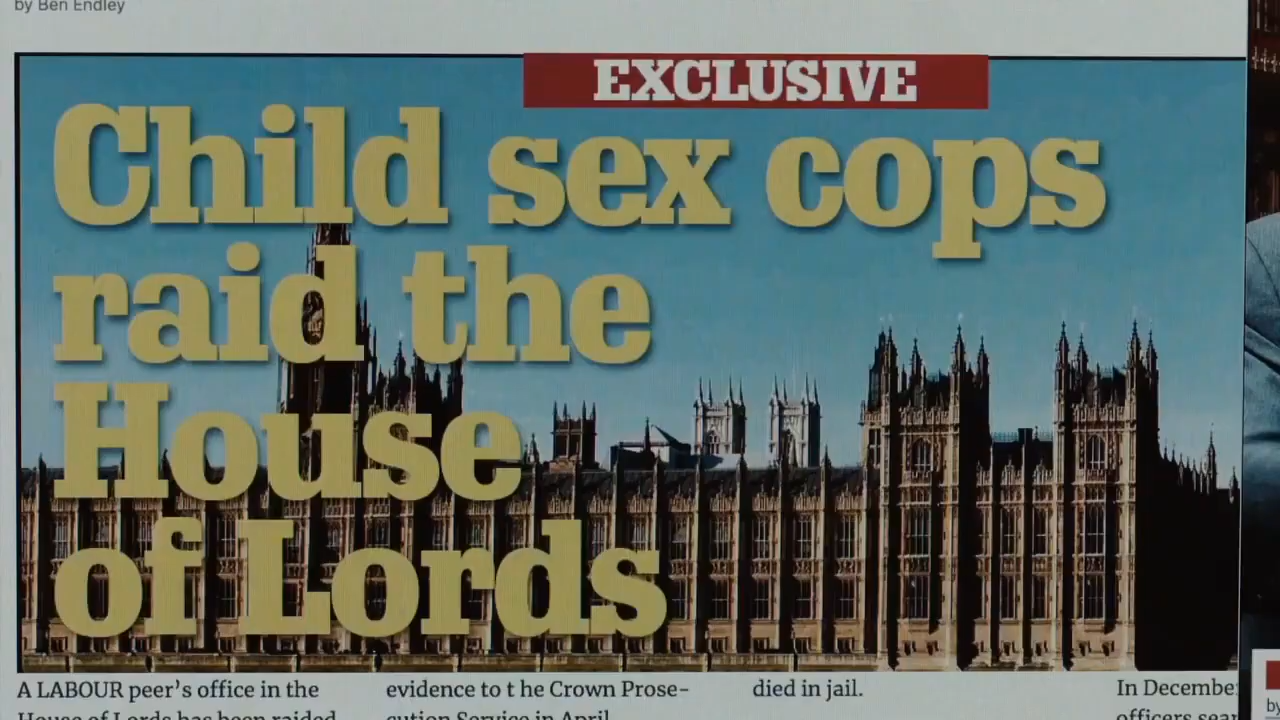 by Ben Endley
EXCLUSIVE
Child sex cops
raid the
House
of Lords
A LABOUR peer's office in the
House of Lords has been raided
evidence to t he Crown Prose-
cution Service in April
died in jail.
In December
officers sear
by